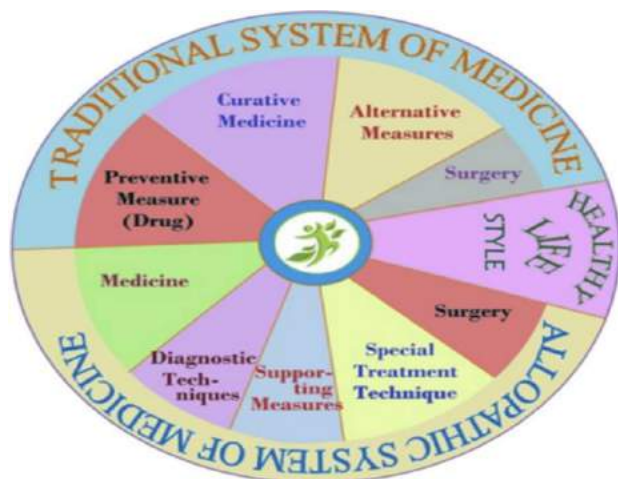 TRADITIONAL SYSTEM OF MEDICINE
Curative
Medicine
Alternative
Measures
Preventive
Measure
(Drug)
Surgery
HEALTHY
LIFE
STYLE
Medicine
Surgery
Diagnostic
Tech-
niques
Suppor-
ting
Measures
Special
Treatment
Technique
ALLOPATHIC SYSTEM OF MEDICINE